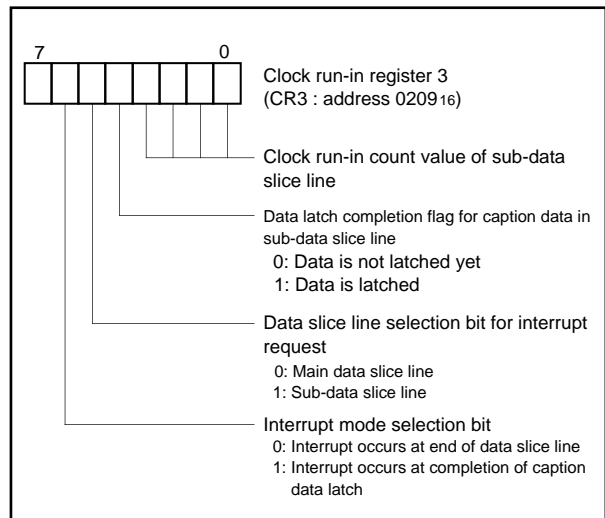 7 0
Clock run-in register 3
(CR3 : address 020916)
Clock run-in count value of sub-data
slice line
Data latch completion flag for caption data in
sub-data slice line
0: Data is not latched yet
1: Data is latched
Data slice line selection bit for interrupt
request
0: Main data slice line
1: Sub-data slice line
Interrupt mode selection bit
0: Interrupt occurs at end of data slice line
1: Interrupt occurs at completion of caption
data latch